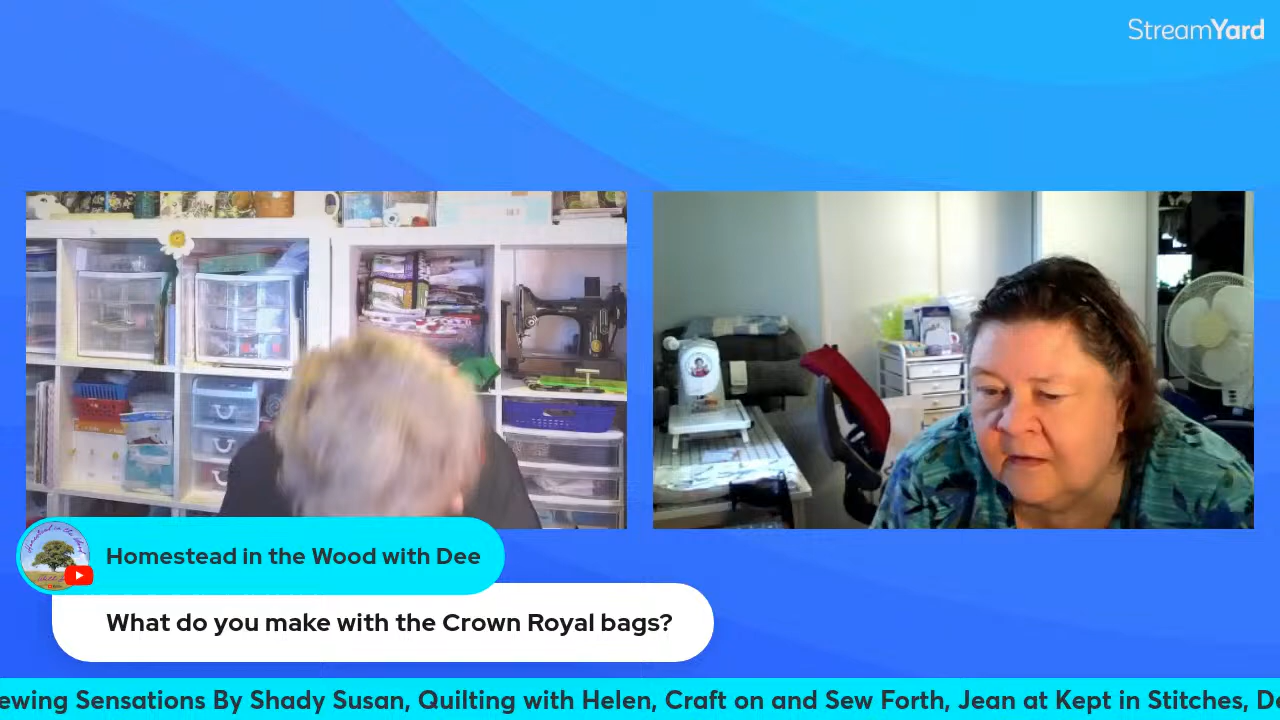 StreamYard
Homestead in the Wood with Dee
What do you make with the Crown Royal bags?
ewing Sensations By Shady Susan, Quilting with Helen, Craft on and Sew Forth, Jean at Kept in Stitches, De